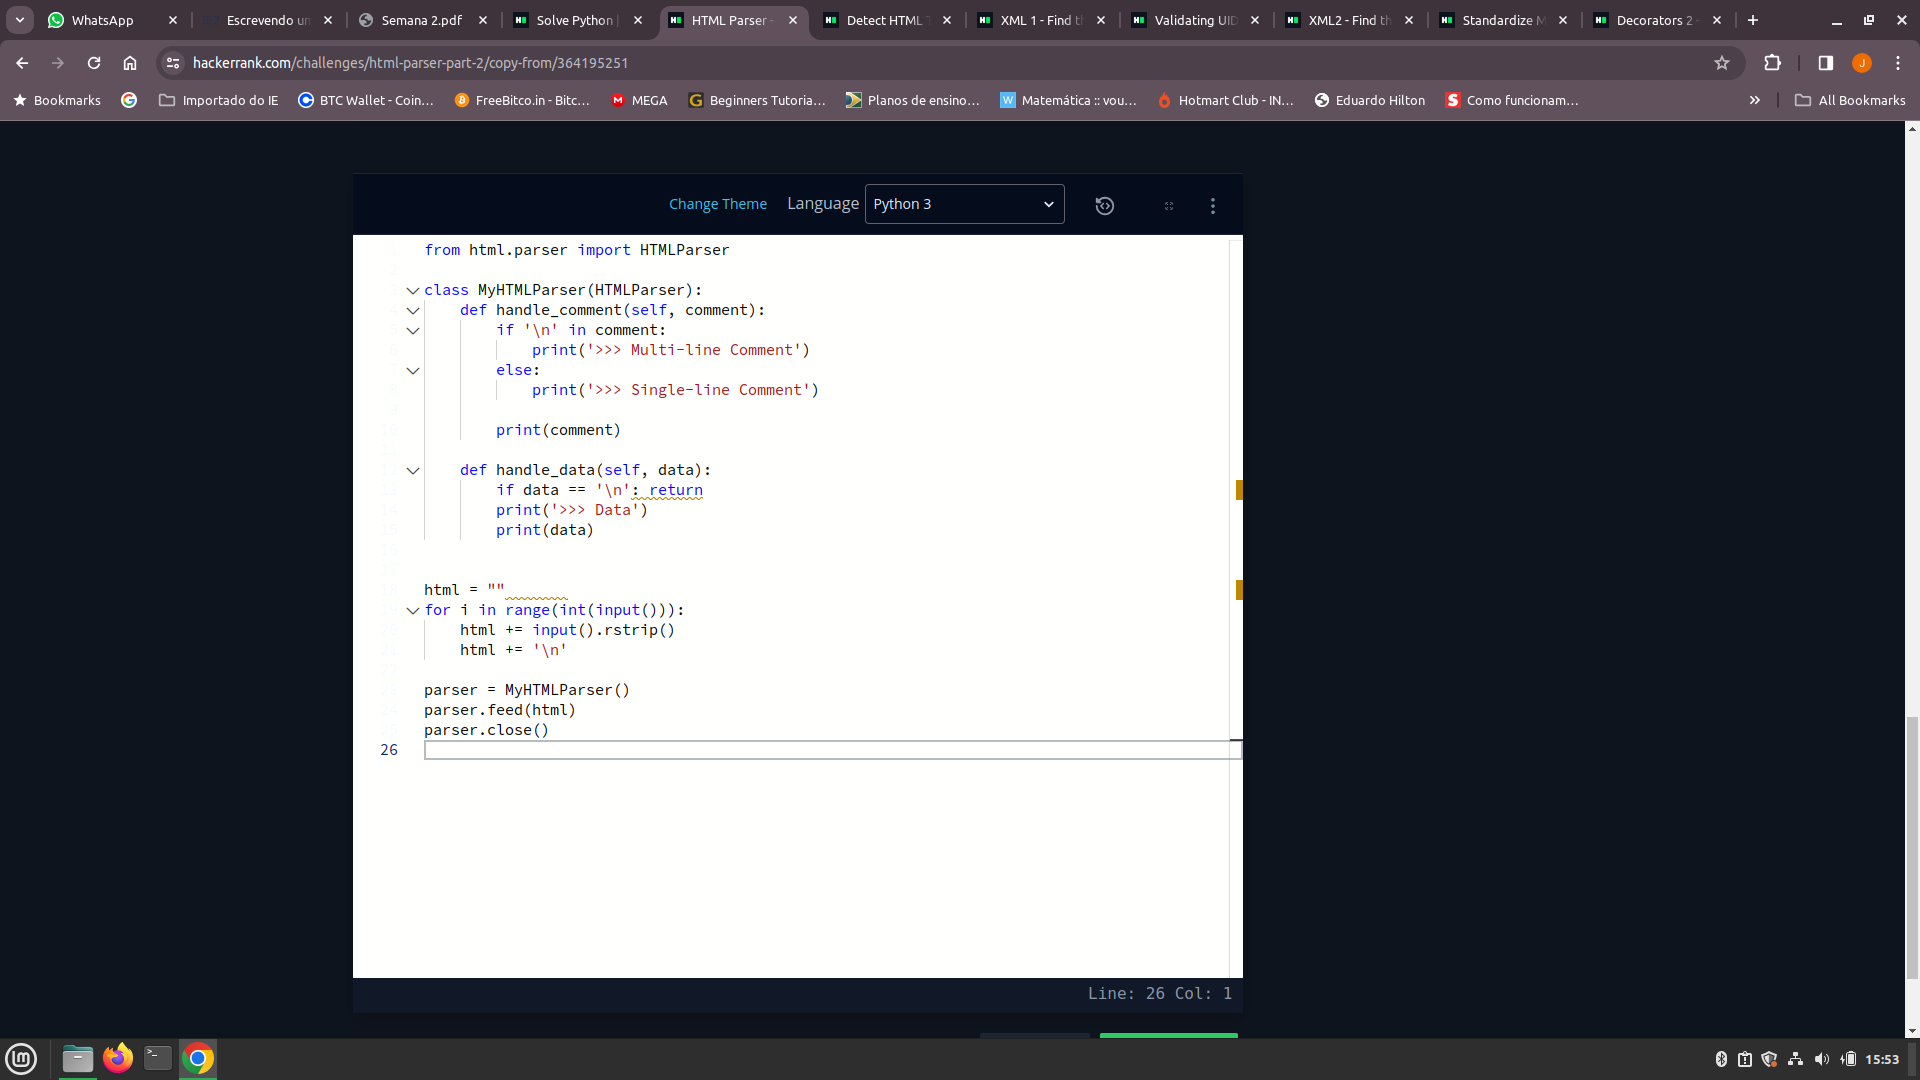 WhatsApp
Escrevendo un
Semana 2.pdf
Solve Python
HTML Parser -
Detect HTML T
XML 1 - Find th
Validating UID
XML2 - Find th
Standardize M
Decorators 2 -
hackerrank.com/challenges/html-parser-part-2/copy-from/364195251
J
Bookmarks
Importado do IE
BTC Wallet - Coin...
FreeBitco.in - Bitc...
MEGA
Beginners Tutoria...
Planos de ensino...
Matemática :: vou...
Hotmart Club - IN...
Eduardo Hilton
Como funcionam...
All Bookmarks
Change Theme
Language
Python 3
from html.parser import HTMLParser
class MyHTMLParser(HTMLParser):
def handle_comment(self, comment):
if '\n' in comment:
print('>>> Multi-line Comment')
else:
print('>>> Single-line Comment')
print(comment)
def handle_data(self, data):
if data == '\n': return
print('>>> Data')
print(data)
html = ""
for i in range(int(input())):
html += input().rstrip()
html += '\n'
parser = MyHTMLParser()
parser.feed(html)
parser.close()
26
Line: 26 Col: 1
15:53